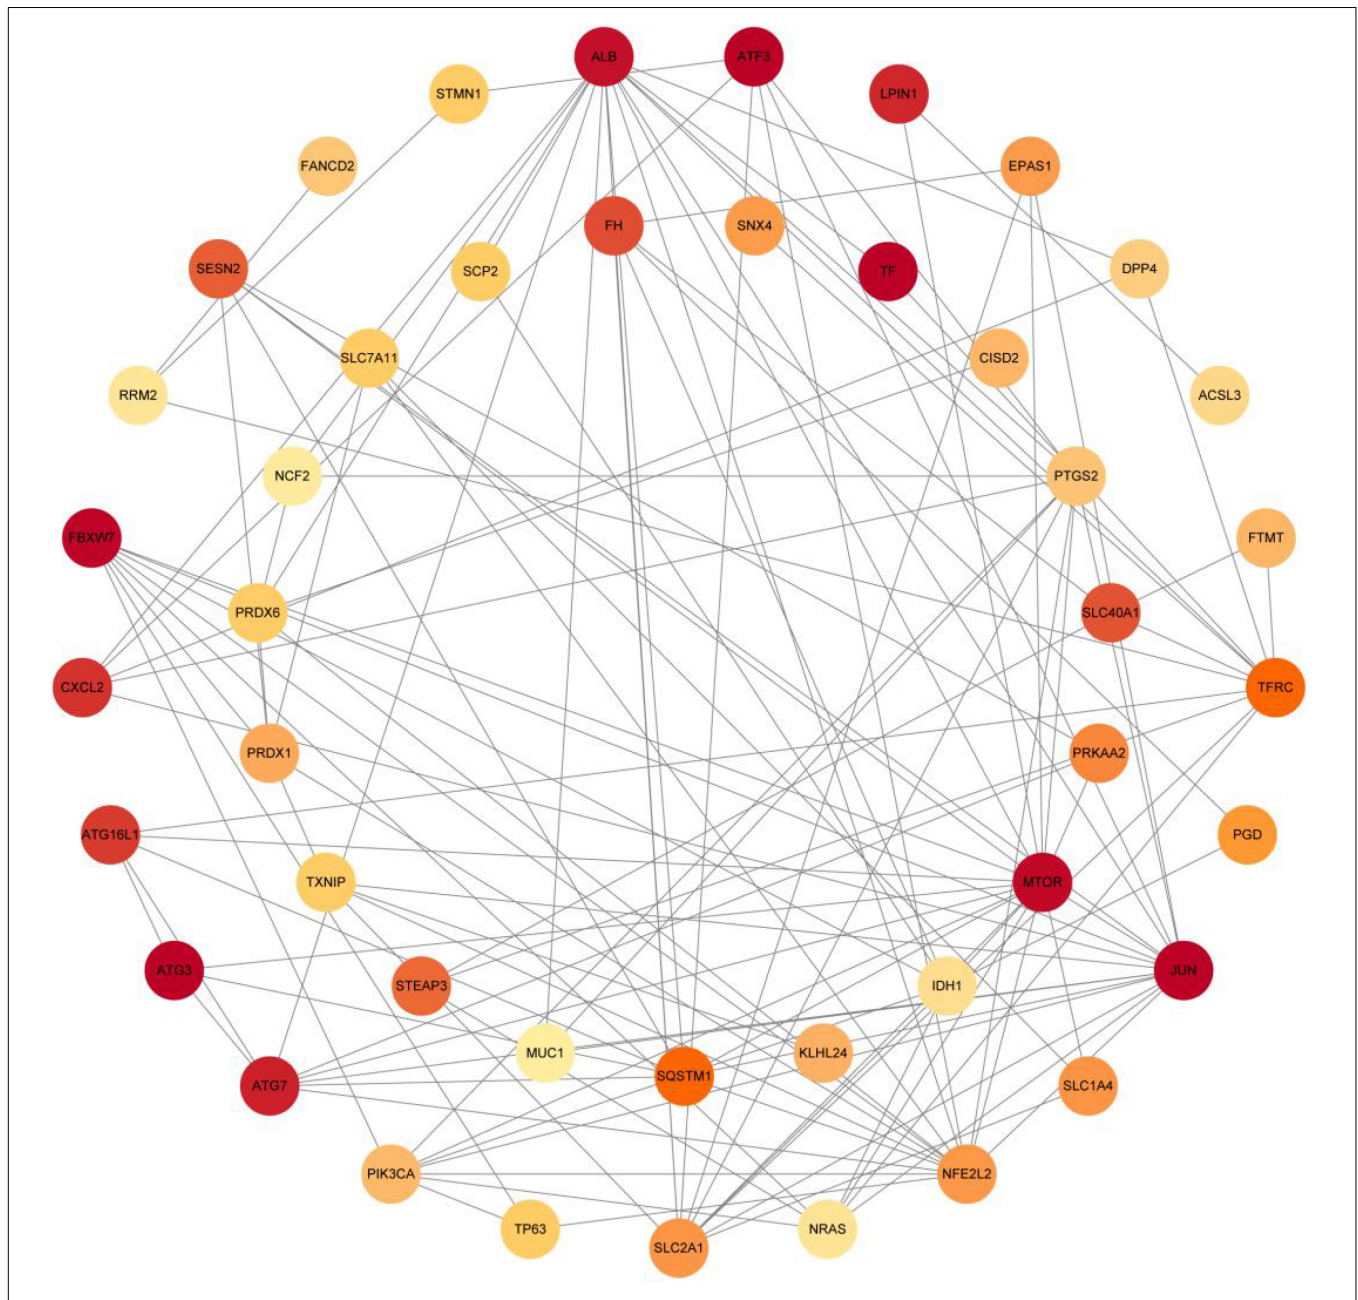 ALB
ATF3
STMN1
LPIN1
FANCD2
EPAS1
FH
SNX4
SESN2
SCP2
TF
DPP4
SLC7A11
CISD2
RRM2
ACSL3
NCF2
PTGS2
FBXW7
FTMT
PRDX6
SLC40A1
CXCL2
TFRC
PRDX1
PRKAA2
ATG16L1
PGD
TXNIP
MTOR
ATG3
JUN
STEAP3
IDH1
MUC1
KLHL24
SQSTM1
ATG7
SLC1A4
PIK3CA
NFE2L2
TP63
NRAS
SLC2A1